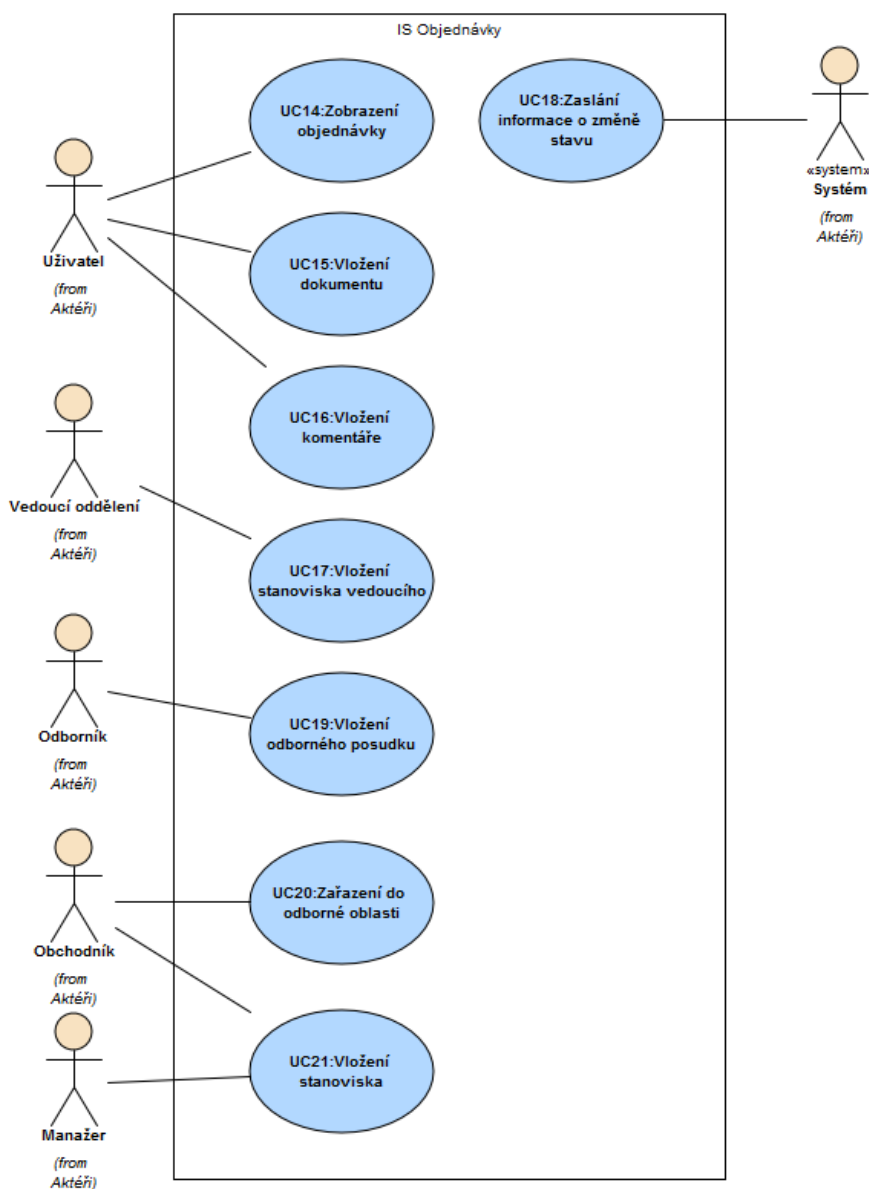 IS Objednávky
UC14:Zobrazení
objednávky
UC18:Zaslání
informace o změně
stavu
«system»
Systém
(from
Aktéři)
Uživatel
(from
Aktéři)
UC15:Vložení
dokumentu
UC16:Vložení
komentáře
Vedoucí oddělení
(from
Aktéři)
UC17:Vložení
stanoviska vedoucího
Odborník
(from
Aktéři)
UC19:Vložení
odborného posudku
Obchodník
(from
Aktéři)
UC20:Zařazení do
odborné oblasti
UC21:Vložení
stanoviska
Manažer
(from
Aktéři)